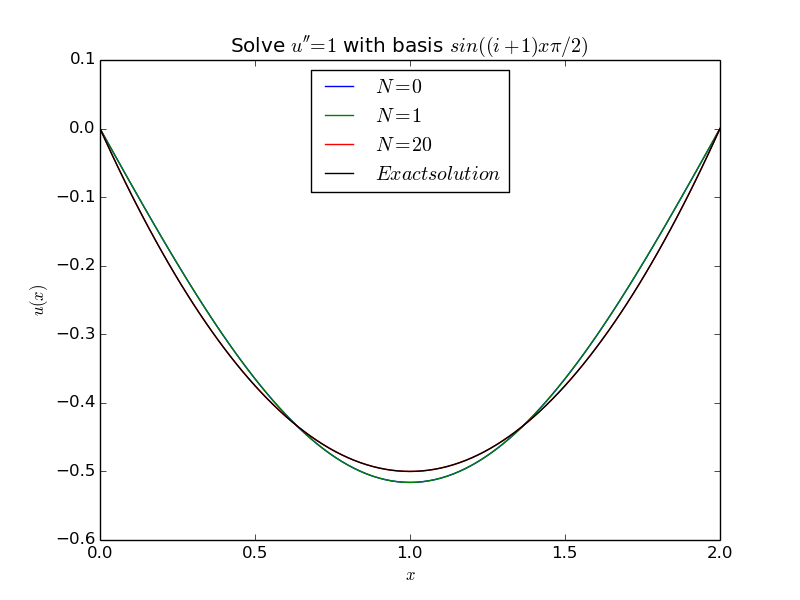 Solve u''=1 with basis sin((i+1)xπ/2)
0.1
N=0
N=1
N=20
Exactsolution
0.0
−0.1
−0.2
−0.3
−0.4
−0.5
−0.6
u(x)
0.0 0.5 1.0 1.5 2.0
x